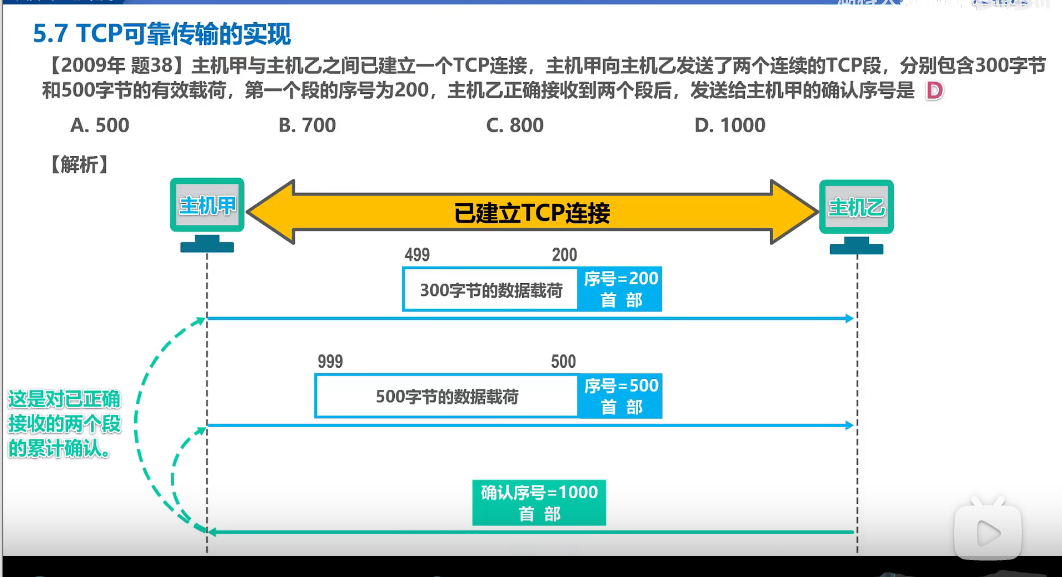 5.7 TCP可靠传输的实现
【2009年 题38】主机甲与主机乙之间已建立一个TCP连接，主机甲向主机乙发送了两个连续的TCP段，分别包含300字节
和500字节的有效载荷，第一个段的序号为200，主机乙正确接收到两个段后，发送给主机甲的确认序号是 D
A. 500 B. 700 C. 800 D. 1000
【解析】
主机甲
已建立TCP连接
主机乙
499 200
300字节的数据载荷
序号=200
首 部
999 500
500字节的数据载荷
序号=500
首 部
这是对已正确
接收的两个段
的累计确认。
确认序号=1000
首 部